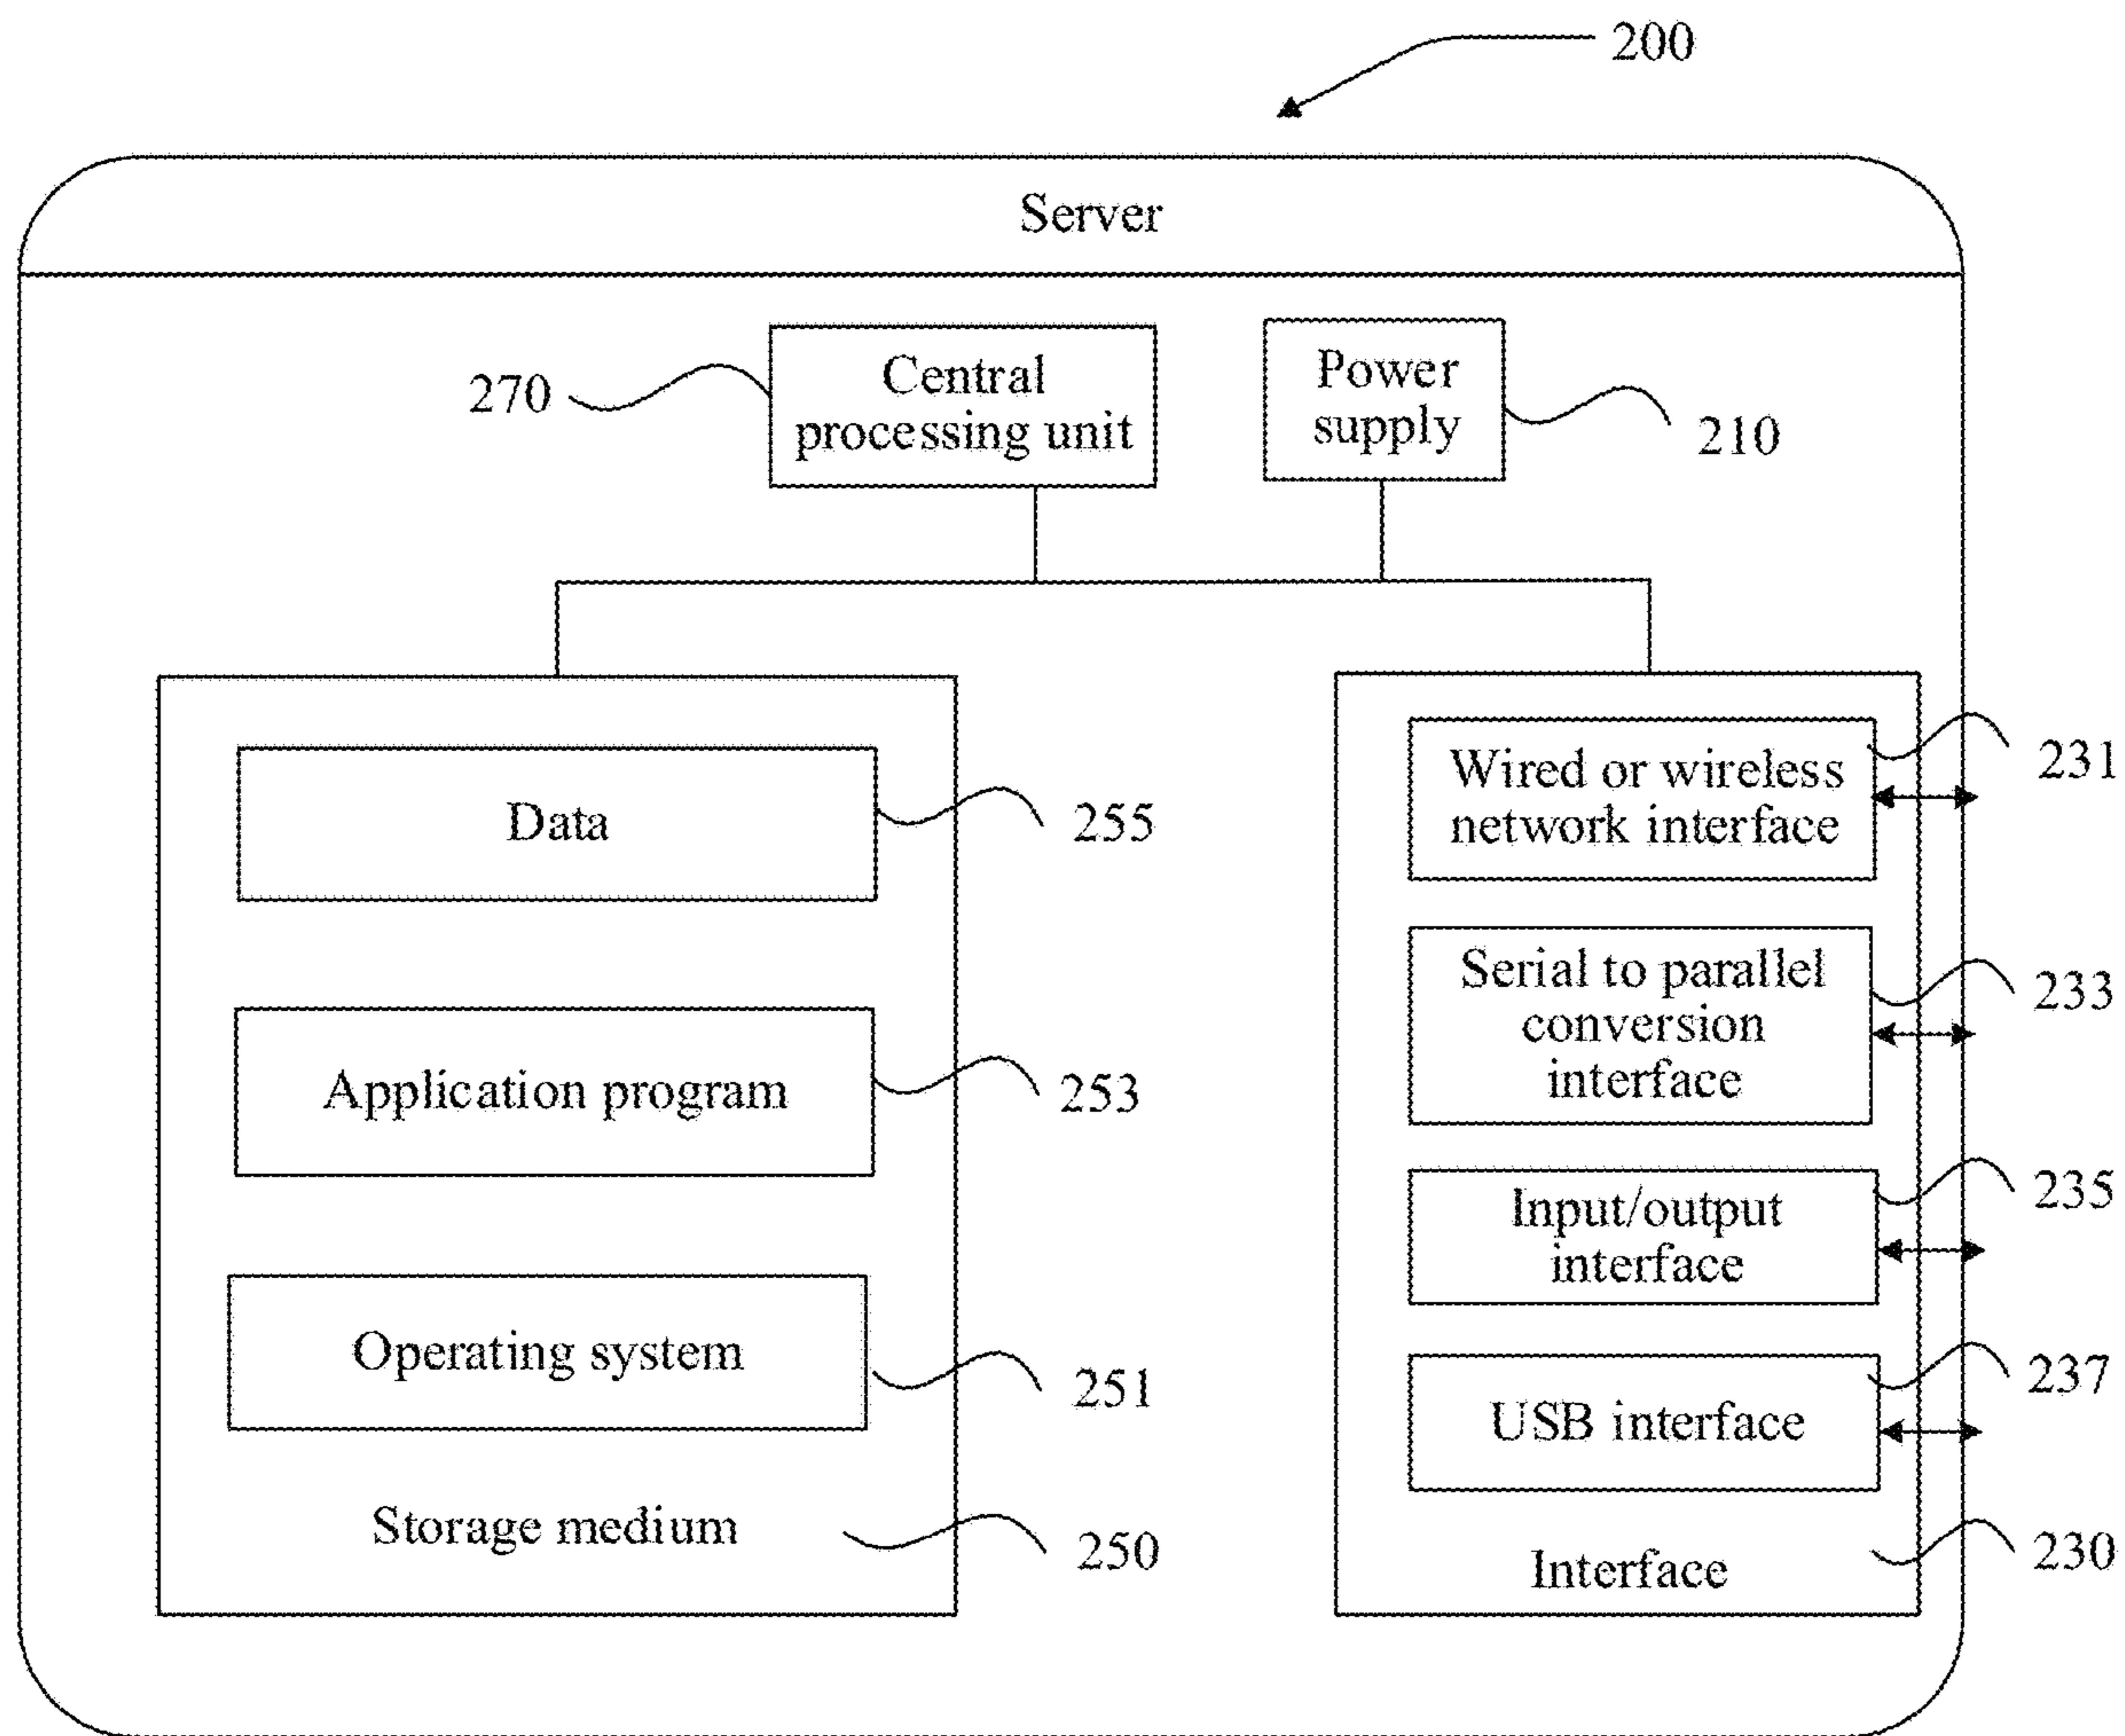 200
Server
270
Central
processing unit
Power
supply
210
Data
255
Application program
253
Operating system
251
Storage medium
250
Wired or wireless
network interface
231
Serial to parallel
conversion
interface
233
Input/output
interface
235
USB interface
237
Interface
230